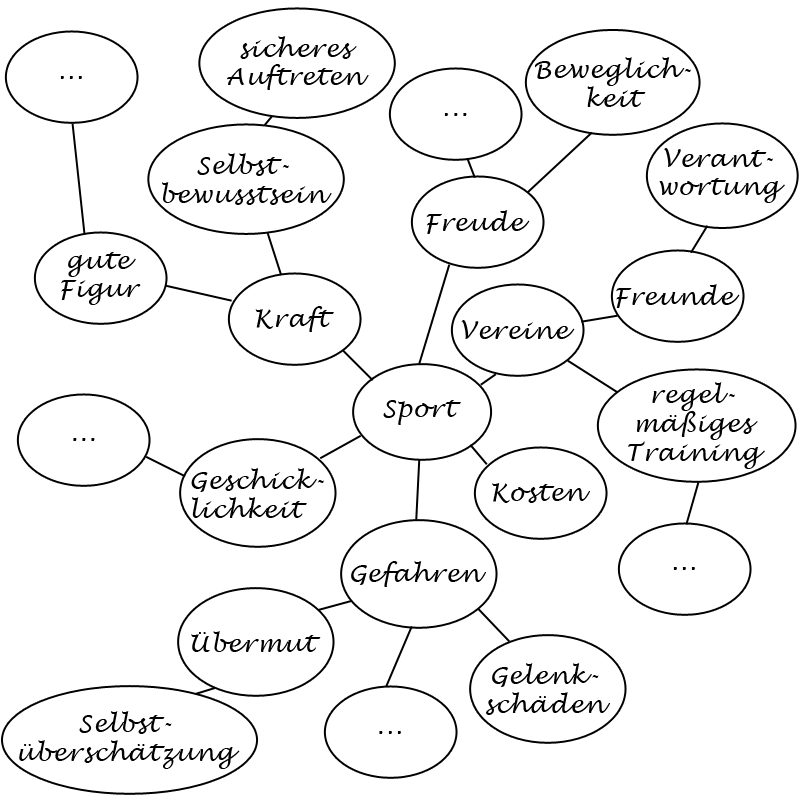 ...
sicheres
Auftreten
...
Beweglich-
keit
Selbst-
bewusstsein
Verant-
wortung
Freude
gute
Figur
Kraft
Vereine
Freunde
Sport
regel-
mäßiges
Training
...
Geschick-
lichkeit
Kosten
...
Gefahren
Übermut
Gelenk-
schäden
Selbst-
überschätzung
...